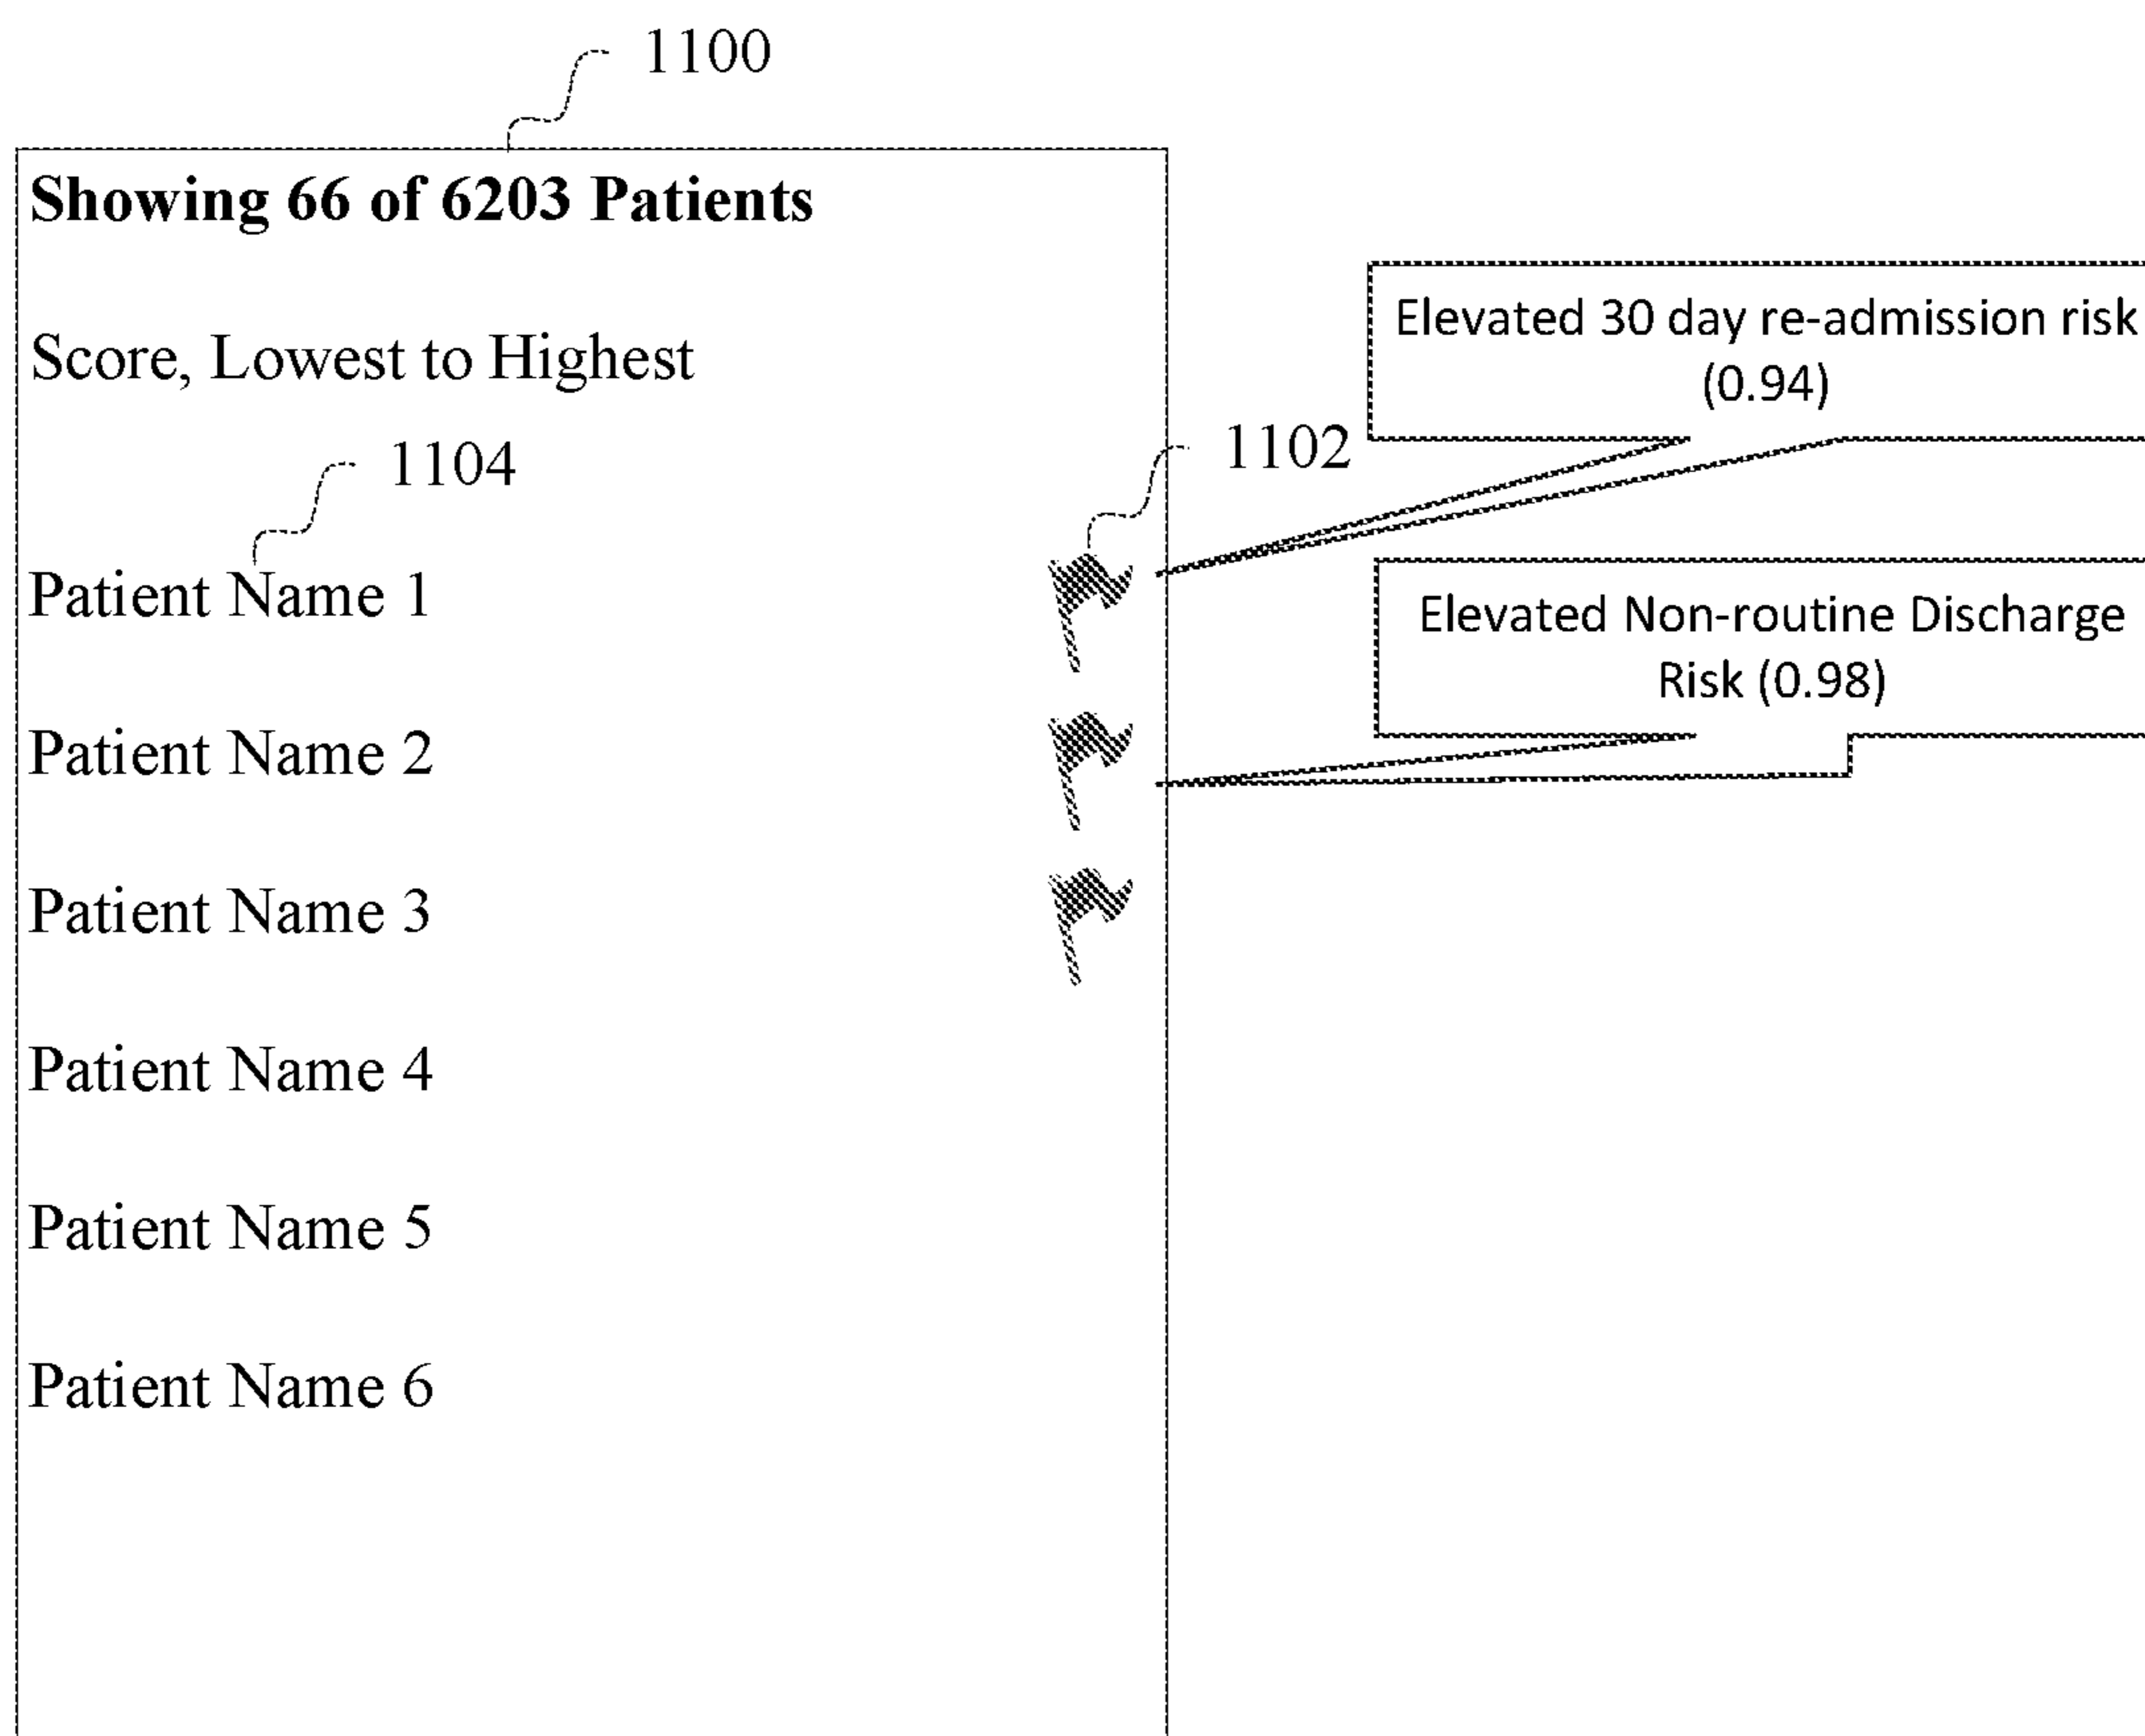 1100
Showing 66 of 6203 Patients
Elevated 30 day re-admission risk
(0.94)
Score, Lowest to Highest
1104
1102
Patient Name 1
Elevated Non-routine Discharge
Risk (0.98)
Patient Name 2
Patient Name 3
Patient Name 4
Patient Name 5
Patient Name 6